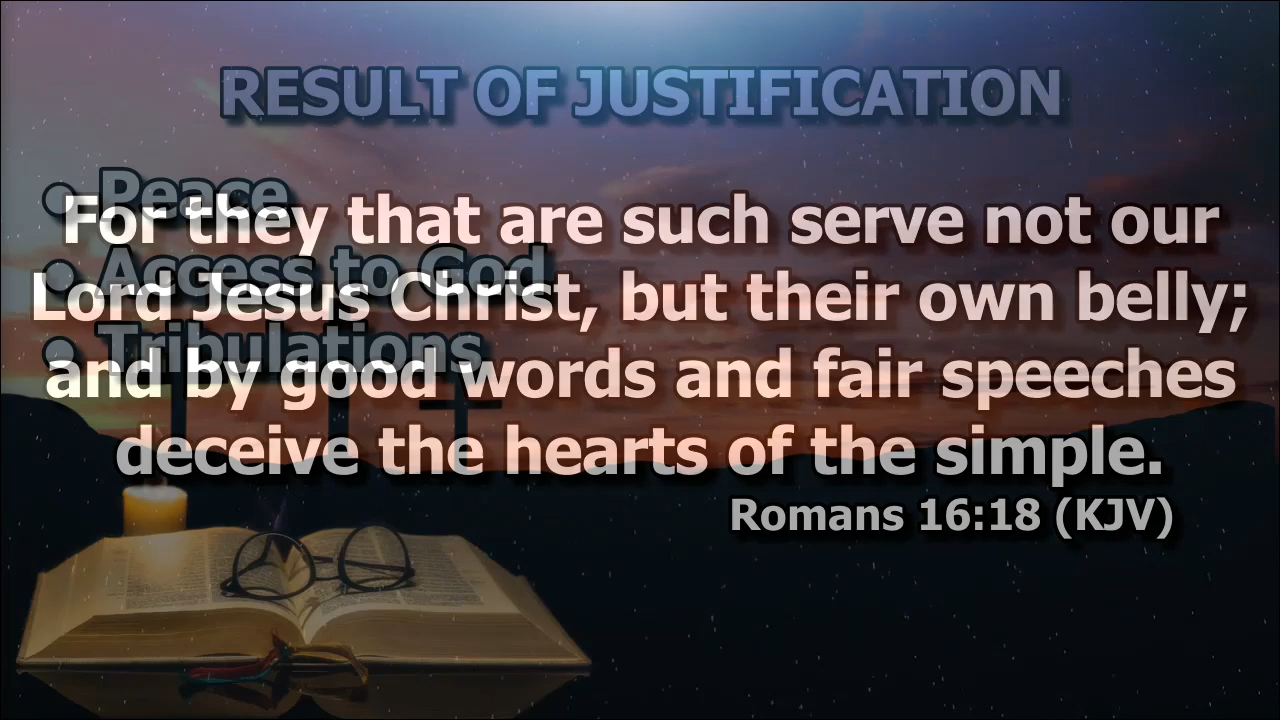 RESULT OF JUSTIFICATION
• Peace
• Access to God
• Tribulations
For they that are such serve not our
Lord Jesus Christ, but their own belly;
and by good words and fair speeches
deceive the hearts of the simple.
Romans 16:18 (KJV)